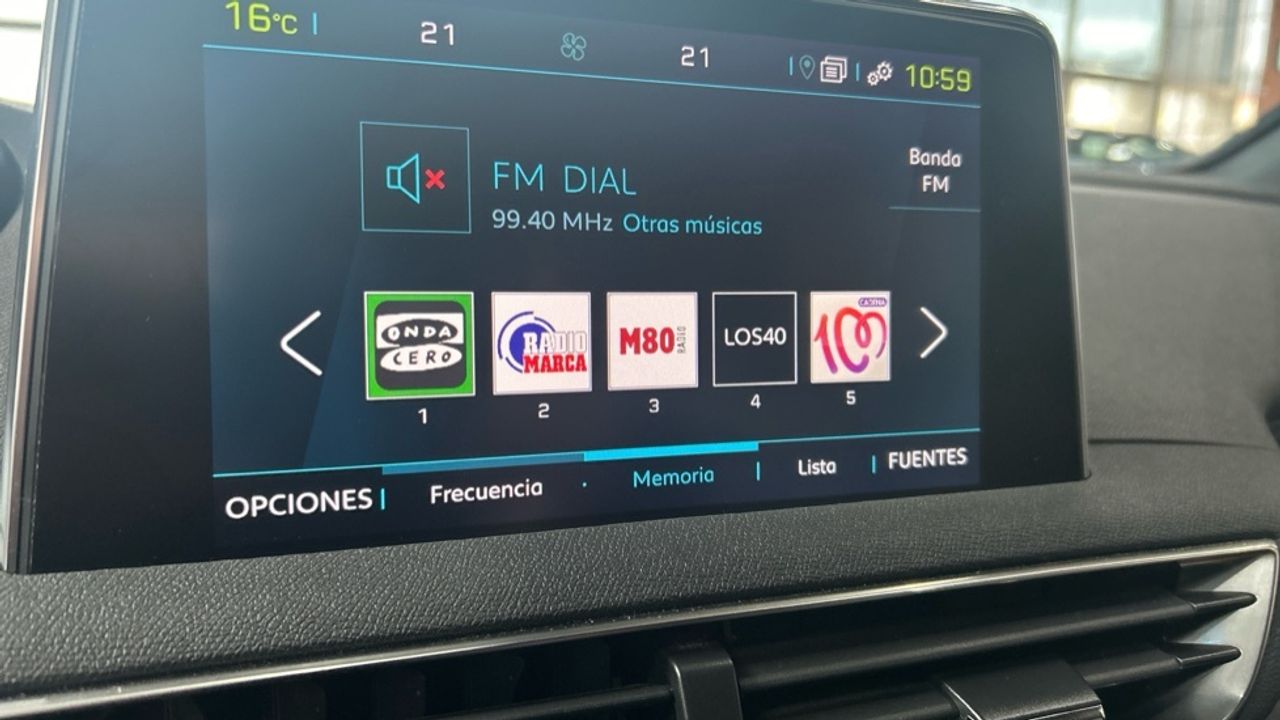 16°C 21 21 10:59
FM DIAL
99.40 MHz Otras músicas
Banda
FM
ONDA
CERO
RADIO
MARCA
M80 RADIO
LOS40
CADENA
100
1 2 3 4 5
OPCIONES Frecuencia Memoria Lista FUENTES